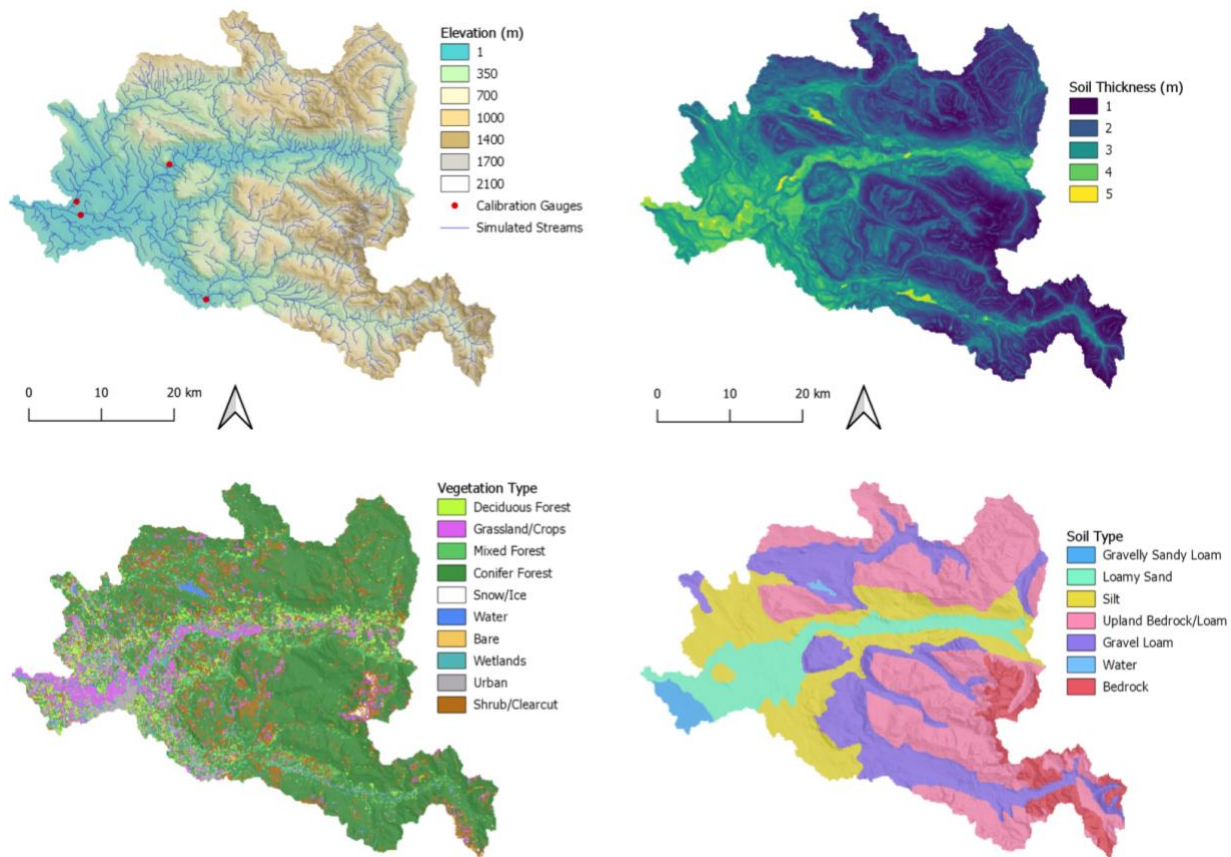 Elevation (m)
1
350
700
1000
1400
1700
2100
Calibration Gauges
Simulated Streams
0 10 20 km
Soil Thickness (m)
1
2
3
4
5
0 10 20 km
Vegetation Type
Deciduous Forest
Grassland/Crops
Mixed Forest
Conifer Forest
Snow/Ice
Water
Bare
Wetlands
Urban
Shrub/Clearcut
Soil Type
Gravelly Sandy Loam
Loamy Sand
Silt
Upland Bedrock/Loam
Gravel Loam
Water
Bedrock